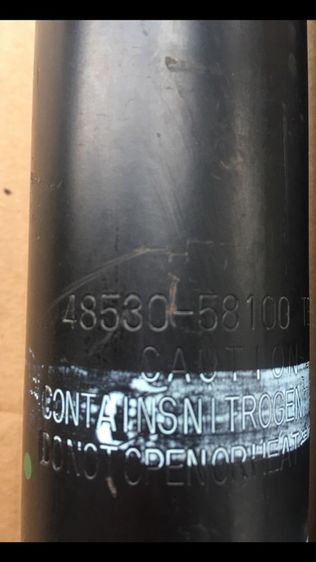 48530-58100
CAUTION
CONTAINS NITROGEN
DO NOT OPEN OR HEAT